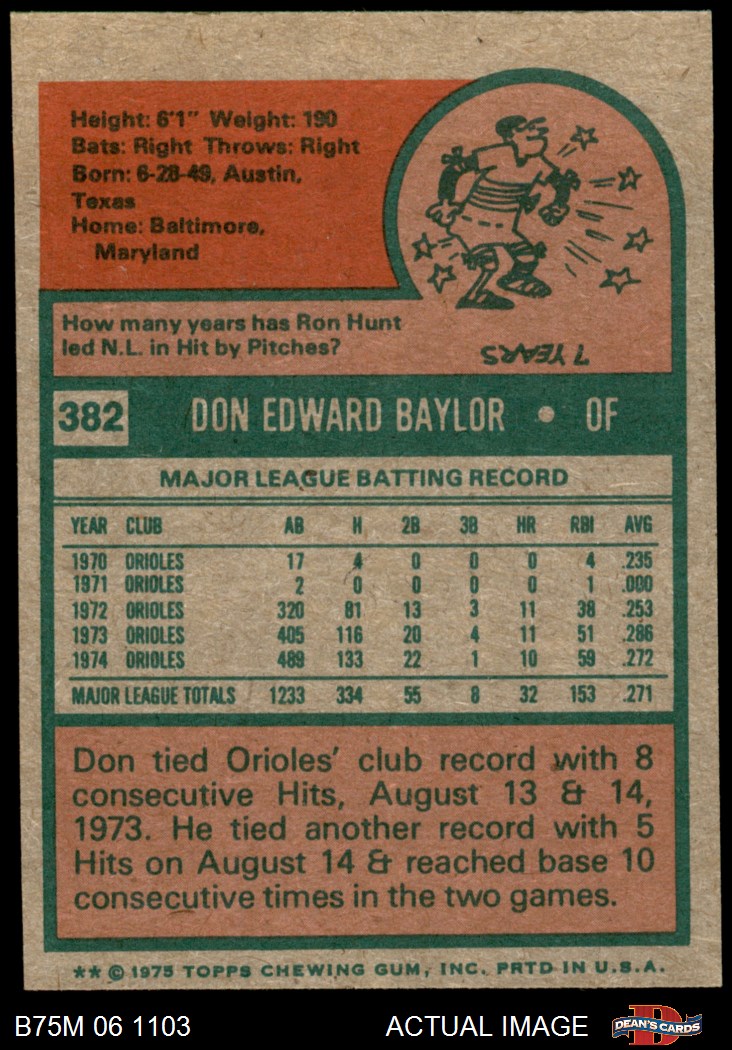 Height: 6'1" Weight: 190
Bats: Right Throws: Right
Born: 6-28-49, Austin,
Texas
Home: Baltimore,
Maryland
How many years has Ron Hunt
led N.L. in Hit by Pitches?
7 YEARS
382 DON EDWARD BAYLOR • OF
MAJOR LEAGUE BATTING RECORD
YEAR CLUB AB H 2B 3B HR RBI AVG
1970 ORIOLES 17 4 0 0 0 4 .235
1971 ORIOLES 2 0 0 0 0 1 .000
1972 ORIOLES 320 81 13 3 11 38 .253
1973 ORIOLES 405 116 20 4 11 51 .286
1974 ORIOLES 489 133 22 1 10 59 .272
MAJOR LEAGUE TOTALS 1233 334 55 8 32 153 .271
Don tied Orioles' club record with 8
consecutive Hits, August 13 & 14,
1973. He tied another record with 5
Hits on August 14 & reached base 10
consecutive times in the two games.
** © 1975 TOPPS CHEWING GUM, INC. PRTD IN U.S.A.
B75M 06 1103 ACTUAL IMAGE D DEAN'S CARDS